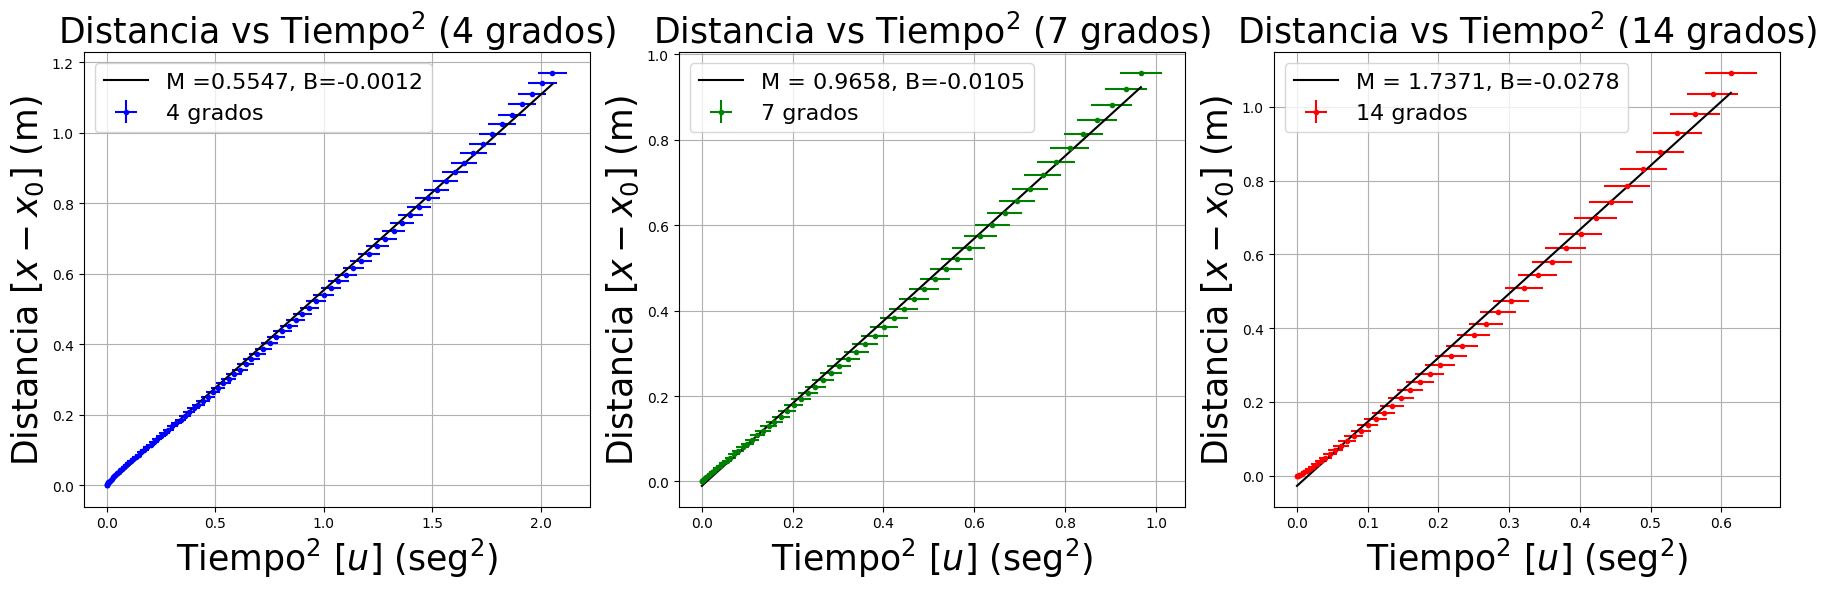 Distancia vs Tiempo² (4 grados)
M =0.5547, B=-0.0012
4 grados
Distancia [x − x₀] (m)
1.2
1.0
0.8
0.6
0.4
0.2
0.0
0.0 0.5 1.0 1.5 2.0
Tiempo² [u] (seg²)
Distancia vs Tiempo² (7 grados)
M = 0.9658, B=-0.0105
7 grados
Distancia [x − x₀] (m)
1.0
0.8
0.6
0.4
0.2
0.0
0.0 0.2 0.4 0.6 0.8 1.0
Tiempo² [u] (seg²)
Distancia vs Tiempo² (14 grados)
M = 1.7371, B=-0.0278
14 grados
Distancia [x − x₀] (m)
1.0
0.8
0.6
0.4
0.2
0.0
0.0 0.1 0.2 0.3 0.4 0.5 0.6
Tiempo² [u] (seg²)